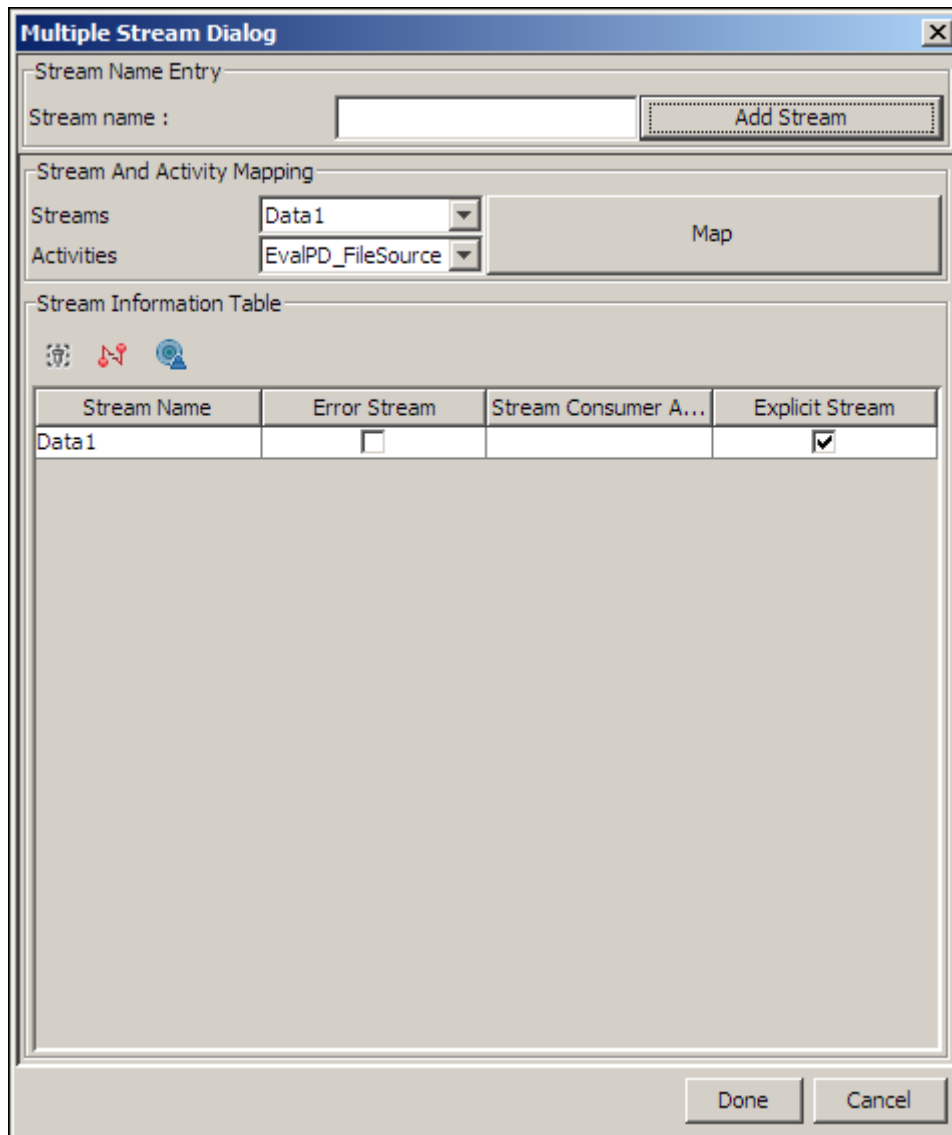 Multiple Stream Dialog
Stream Name Entry
Stream name :
Add Stream
Stream And Activity Mapping
Streams
Data1
Map
Activities
EvalPD_FileSource
Stream Information Table
Stream Name
Error Stream
Stream Consumer A...
Explicit Stream
Data1
Done
Cancel